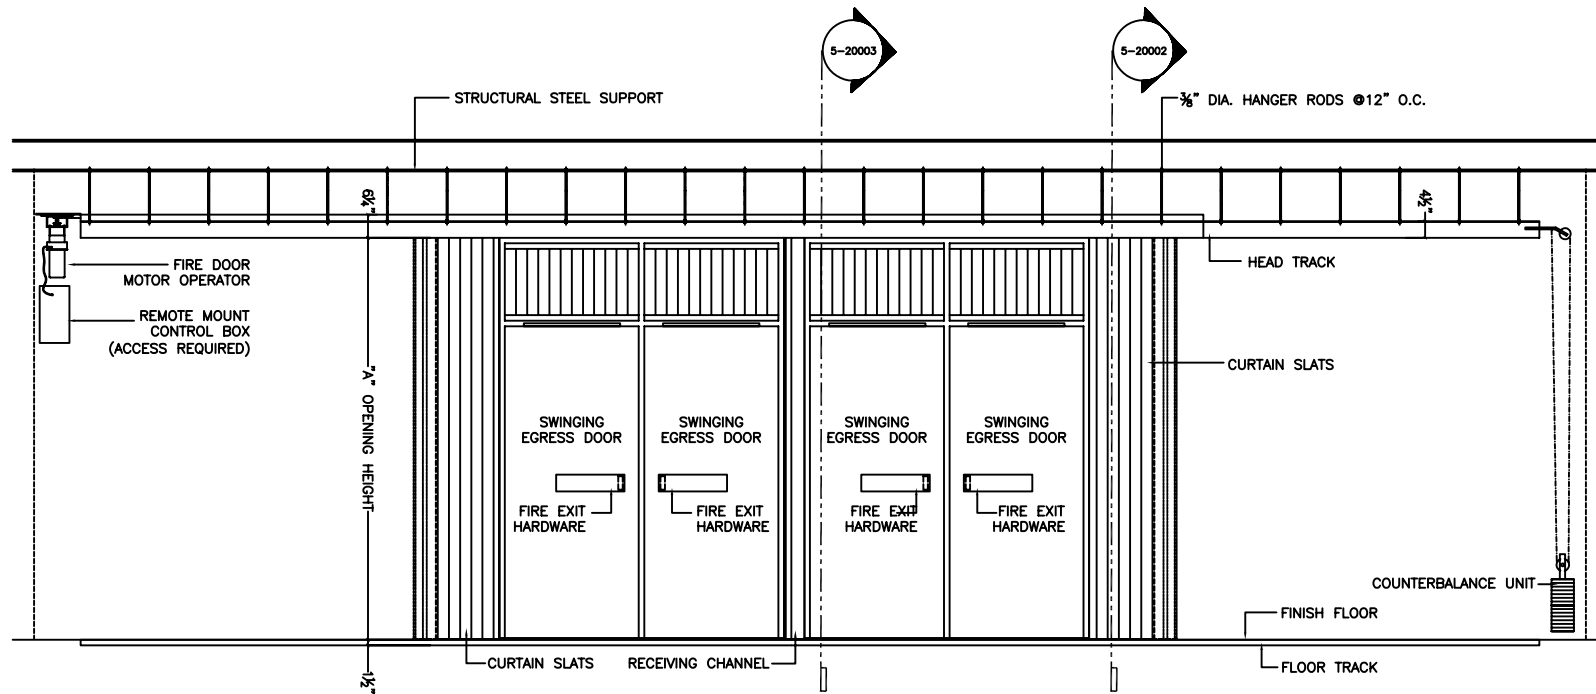 5-20003
5-20002
STRUCTURAL STEEL SUPPORT
⅜" DIA. HANGER RODS @12" O.C.
6¼"
4½"
FIRE DOOR
MOTOR OPERATOR
HEAD TRACK
REMOTE MOUNT
CONTROL BOX
(ACCESS REQUIRED)
CURTAIN SLATS
"A" OPENING HEIGHT
SWINGING
EGRESS DOOR
SWINGING
EGRESS DOOR
SWINGING
EGRESS DOOR
SWINGING
EGRESS DOOR
FIRE EXIT
HARDWARE
FIRE EXIT
HARDWARE
FIRE EXIT
HARDWARE
FIRE EXIT
HARDWARE
COUNTERBALANCE UNIT
FINISH FLOOR
CURTAIN SLATS
RECEIVING CHANNEL
FLOOR TRACK
1½"